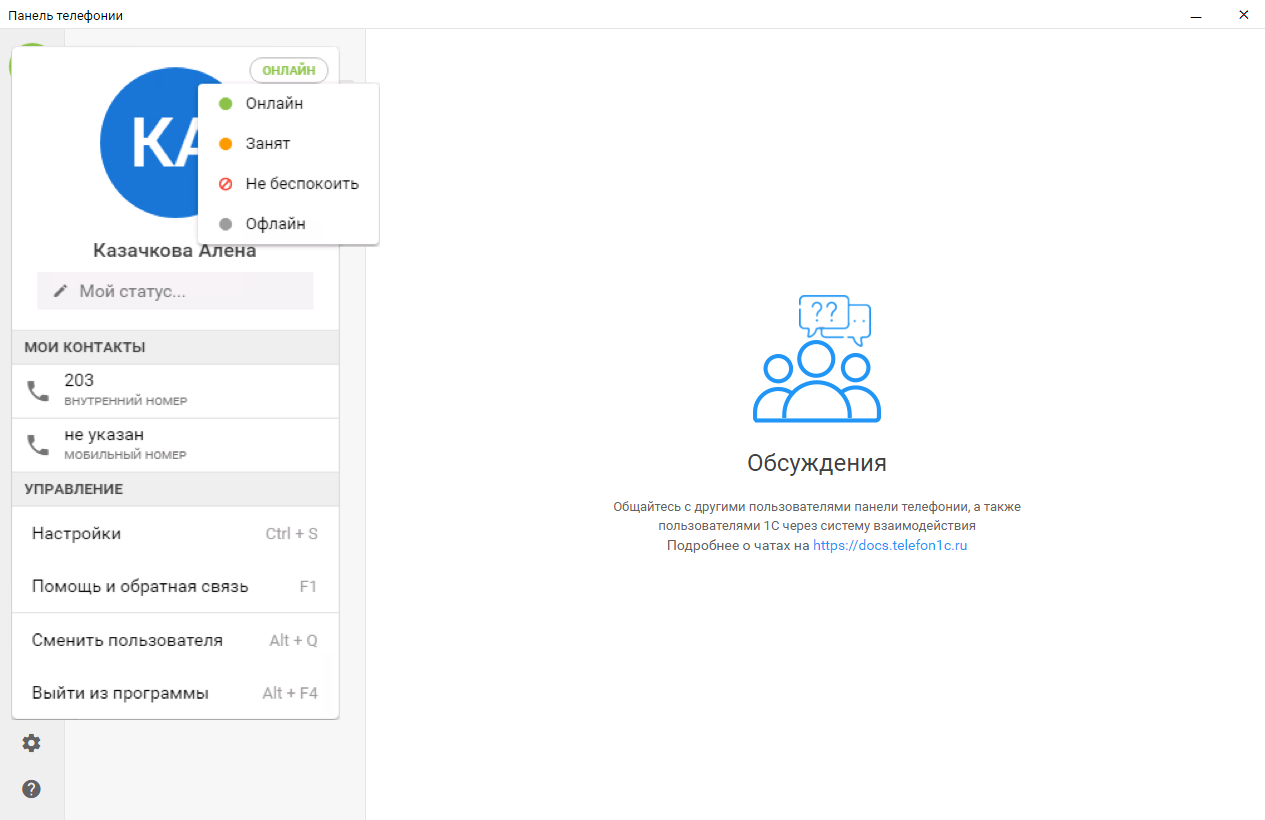 Панель телефонии
ОНЛАЙН
КА
Онлайн
Занят
Не беспокоить
Офлайн
Казачкова Алена
Мой статус...
МОИ КОНТАКТЫ
203
ВНУТРЕННИЙ НОМЕР
не указан
МОБИЛЬНЫЙ НОМЕР
УПРАВЛЕНИЕ
Настройки Ctrl + S
Помощь и обратная связь F1
Сменить пользователя Alt + Q
Выйти из программы Alt + F4
??
Обсуждения
Общайтесь с другими пользователями панели телефонии, а также
пользователями 1С через систему взаимодействия
Подробнее о чатах на https://docs.telefon1c.ru
?